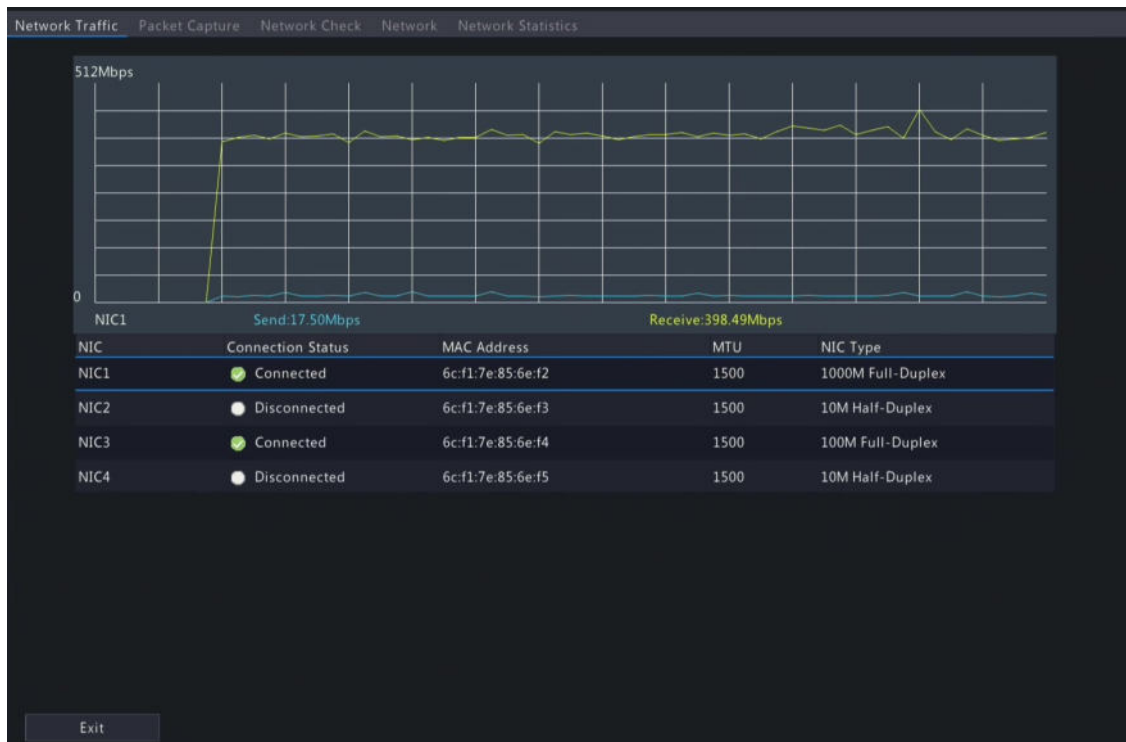 Network Traffic Packet Capture Network Check Network Network Statistics
512Mbps
0
NIC1 Send:17.50Mbps Receive:398.49Mbps
NIC Connection Status MAC Address MTU NIC Type
NIC1 Connected 6c:f1:7e:85:6e:f2 1500 1000M Full-Duplex
NIC2 Disconnected 6c:f1:7e:85:6e:f3 1500 10M Half-Duplex
NIC3 Connected 6c:f1:7e:85:6e:f4 1500 100M Full-Duplex
NIC4 Disconnected 6c:f1:7e:85:6e:f5 1500 10M Half-Duplex
Exit